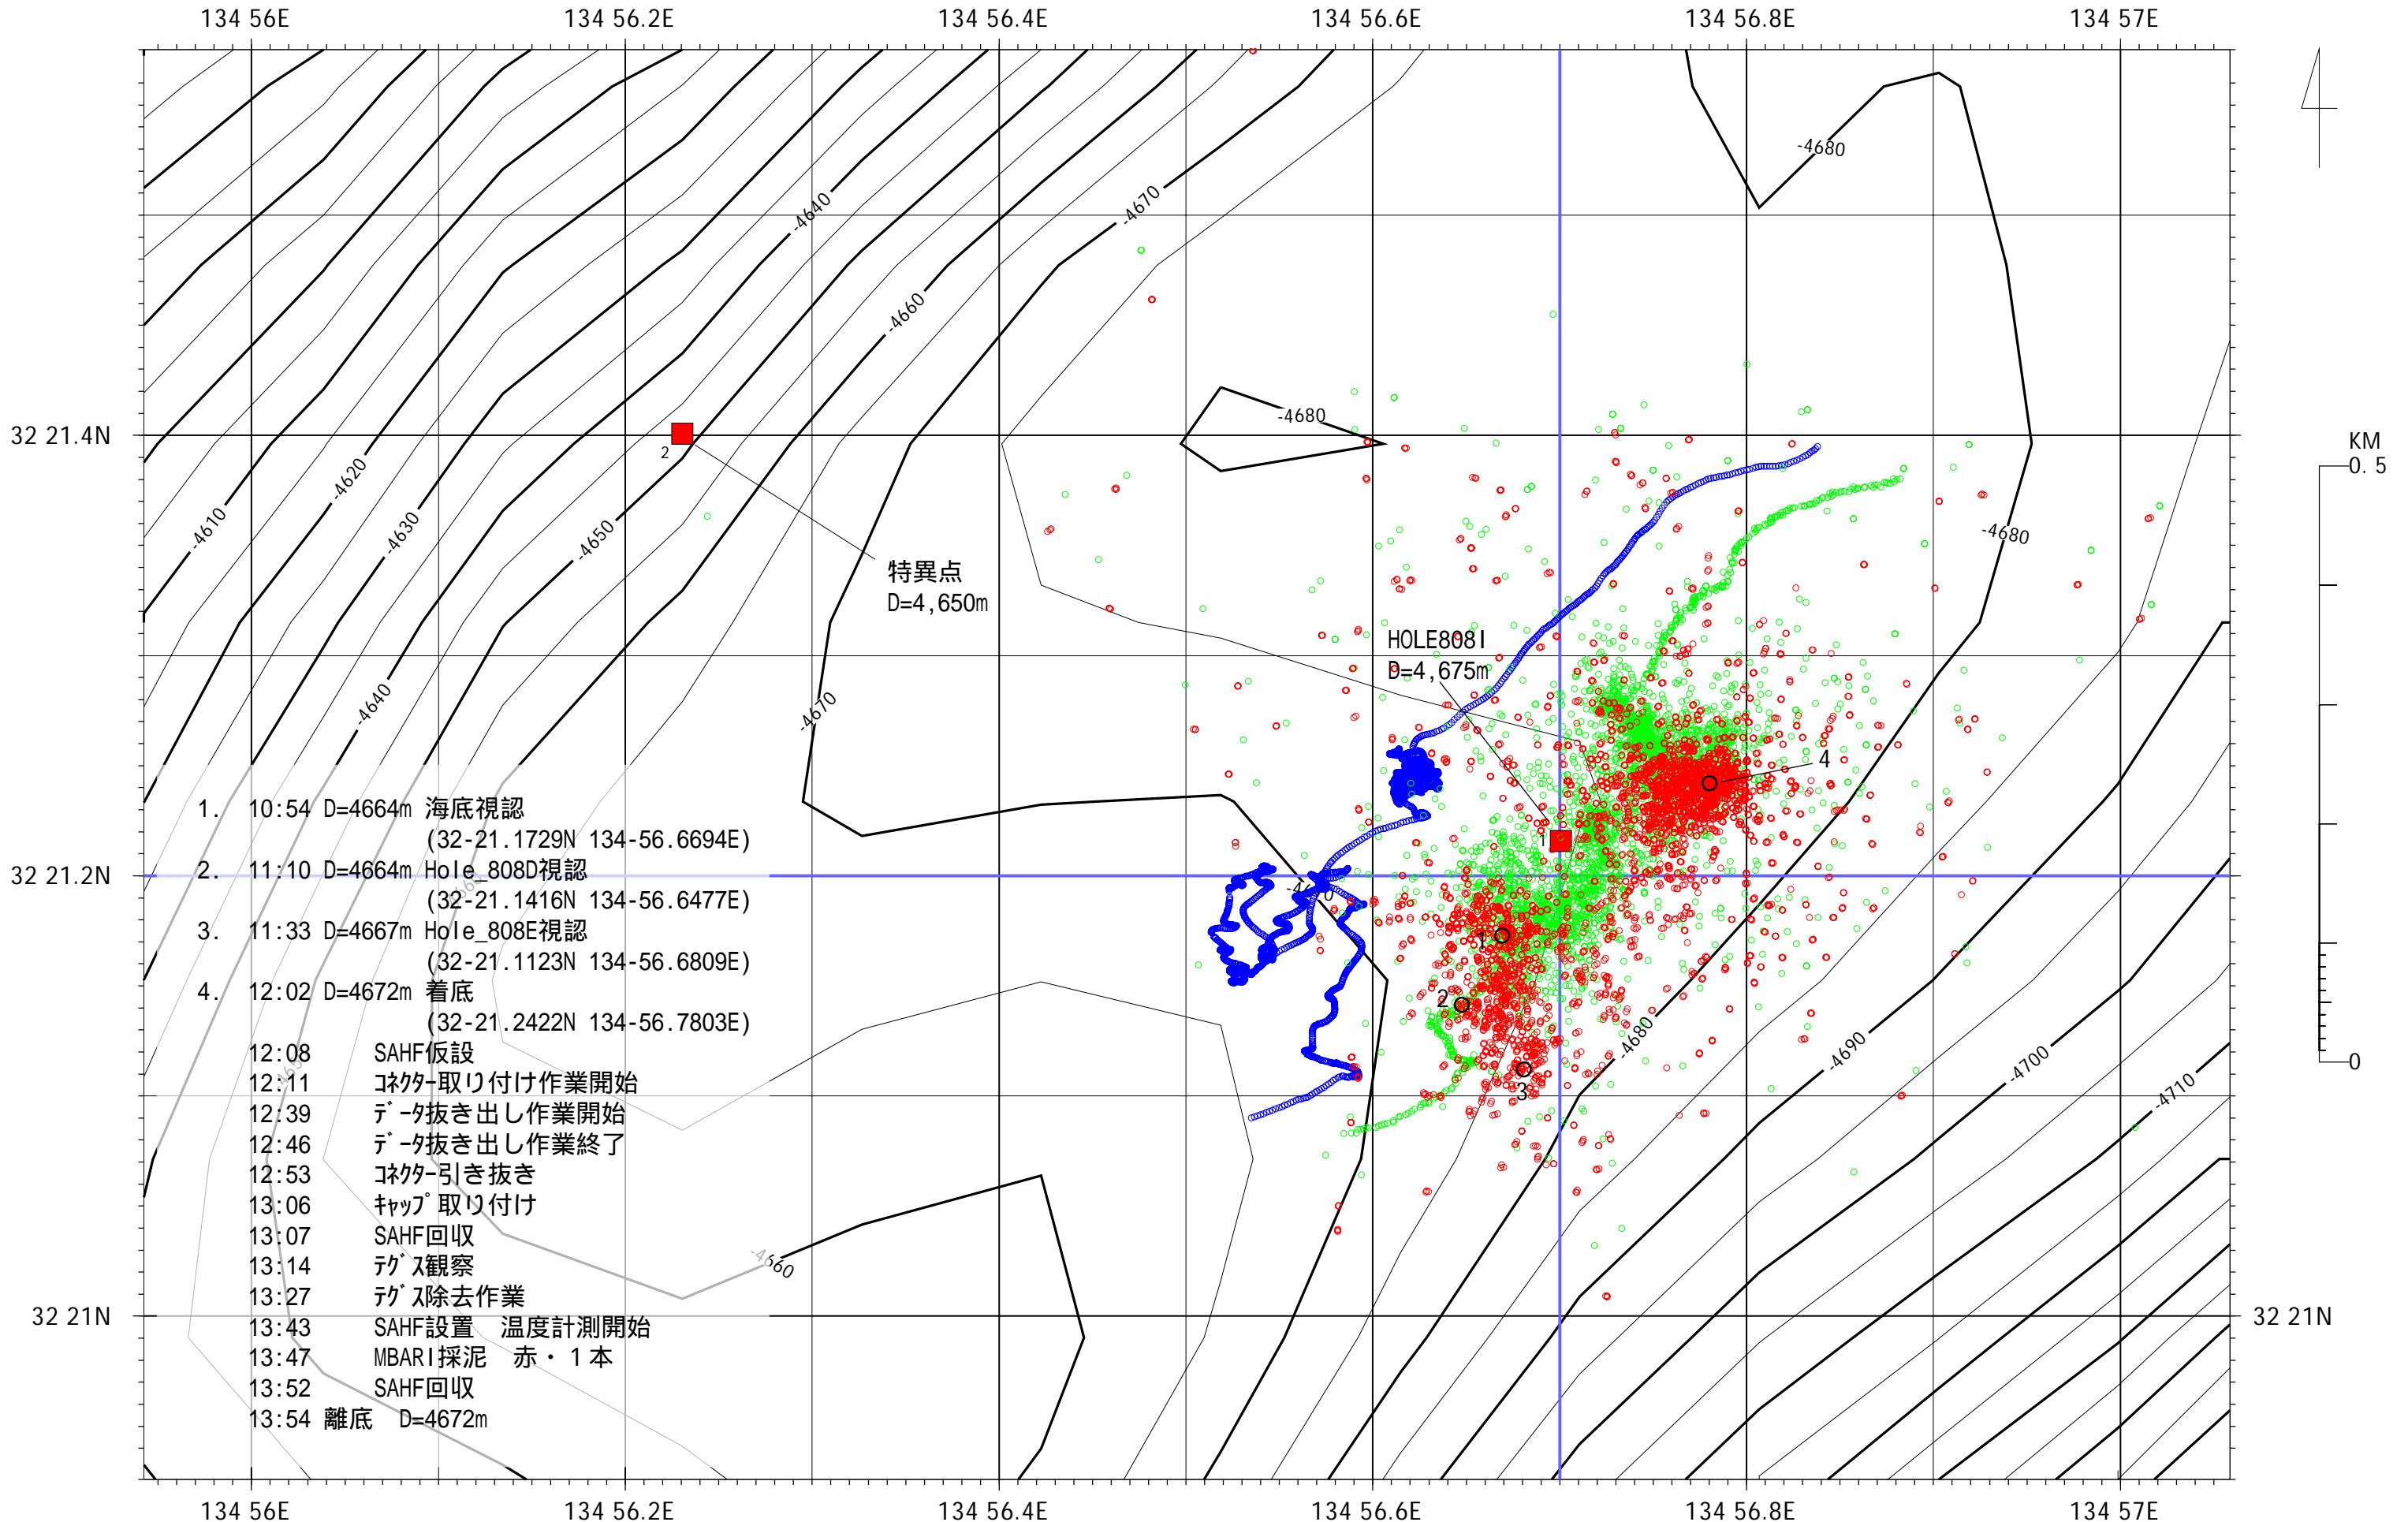 134 56E 134 56.2E 134 56.4E 134 56.6E 134 56.8E 134 57E
-4680
-4640
-4670
-4660
32 21.4N
-4680
KM
0.5
2
-4620
-4610
-4630
-4650
-4680
特異点
D=4,650m
HOLE808I
D=4,675m
-4640
-4670
4
1
32 21.2N
1. 10:54 D=4664m 海底視認
(32-21.1729N 134-56.6694E)
2. 11:10 D=4664m Hole_808D視認
(32-21.1416N 134-56.6477E)
3. 11:33 D=4667m Hole_808E視認
(32-21.1123N 134-56.6809E)
4. 12:02 D=4672m 着底
(32-21.2422N 134-56.7803E)
12:08 SAHF仮設
12:11 ｺﾈｸﾀｰ取り付け作業開始
12:39 ﾃﾞｰﾀ抜き出し作業開始
12:46 ﾃﾞｰﾀ抜き出し作業終了
12:53 ｺﾈｸﾀｰ引き抜き
13:06 ｷｬｯﾌﾟ取り付け
13:07 SAHF回収
13:14 ﾃｸﾞｽ観察
13:27 ﾃｸﾞｽ除去作業
13:43 SAHF設置　温度計測開始
13:47 MBARI採泥　赤・１本
13:52 SAHF回収
13:54 離底 D=4672m
1
2
3
-4680
-4690
-4700
-4710
0
-4660
32 21N
32 21N
134 56E 134 56.2E 134 56.4E 134 56.6E 134 56.8E 134 57E